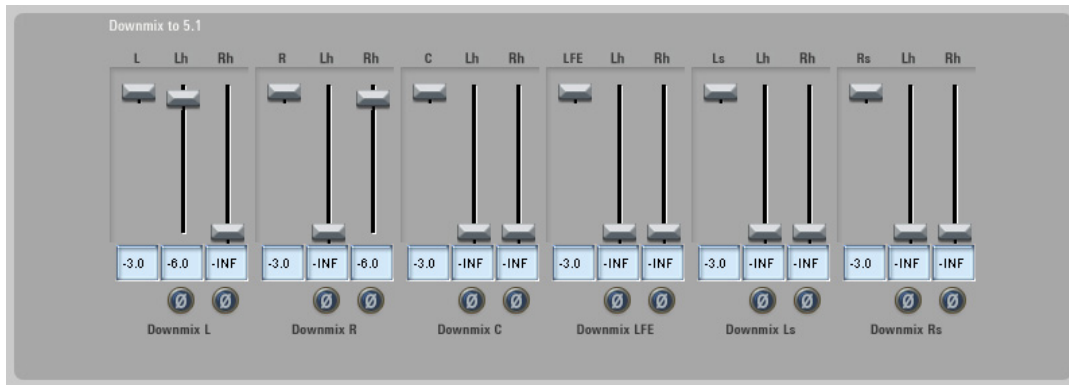 Downmix to 5.1
L Lh Rh R Lh Rh C Lh Rh LFE Lh Rh Ls Lh Rh Rs Lh Rh
-3.0 -6.0 -INF -3.0 -INF -6.0 -3.0 -INF -INF -3.0 -INF -INF -3.0 -INF -INF -3.0 -INF -INF
Ø Ø Ø Ø Ø Ø Ø Ø Ø Ø Ø Ø
Downmix L Downmix R Downmix C Downmix LFE Downmix Ls Downmix Rs